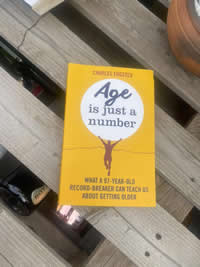 CHARLES EUGSTER
Age
is just a
number
WHAT A 97-YEAR-OLD
RECORD-BREAKER CAN TEACH US
ABOUT GETTING OLDER